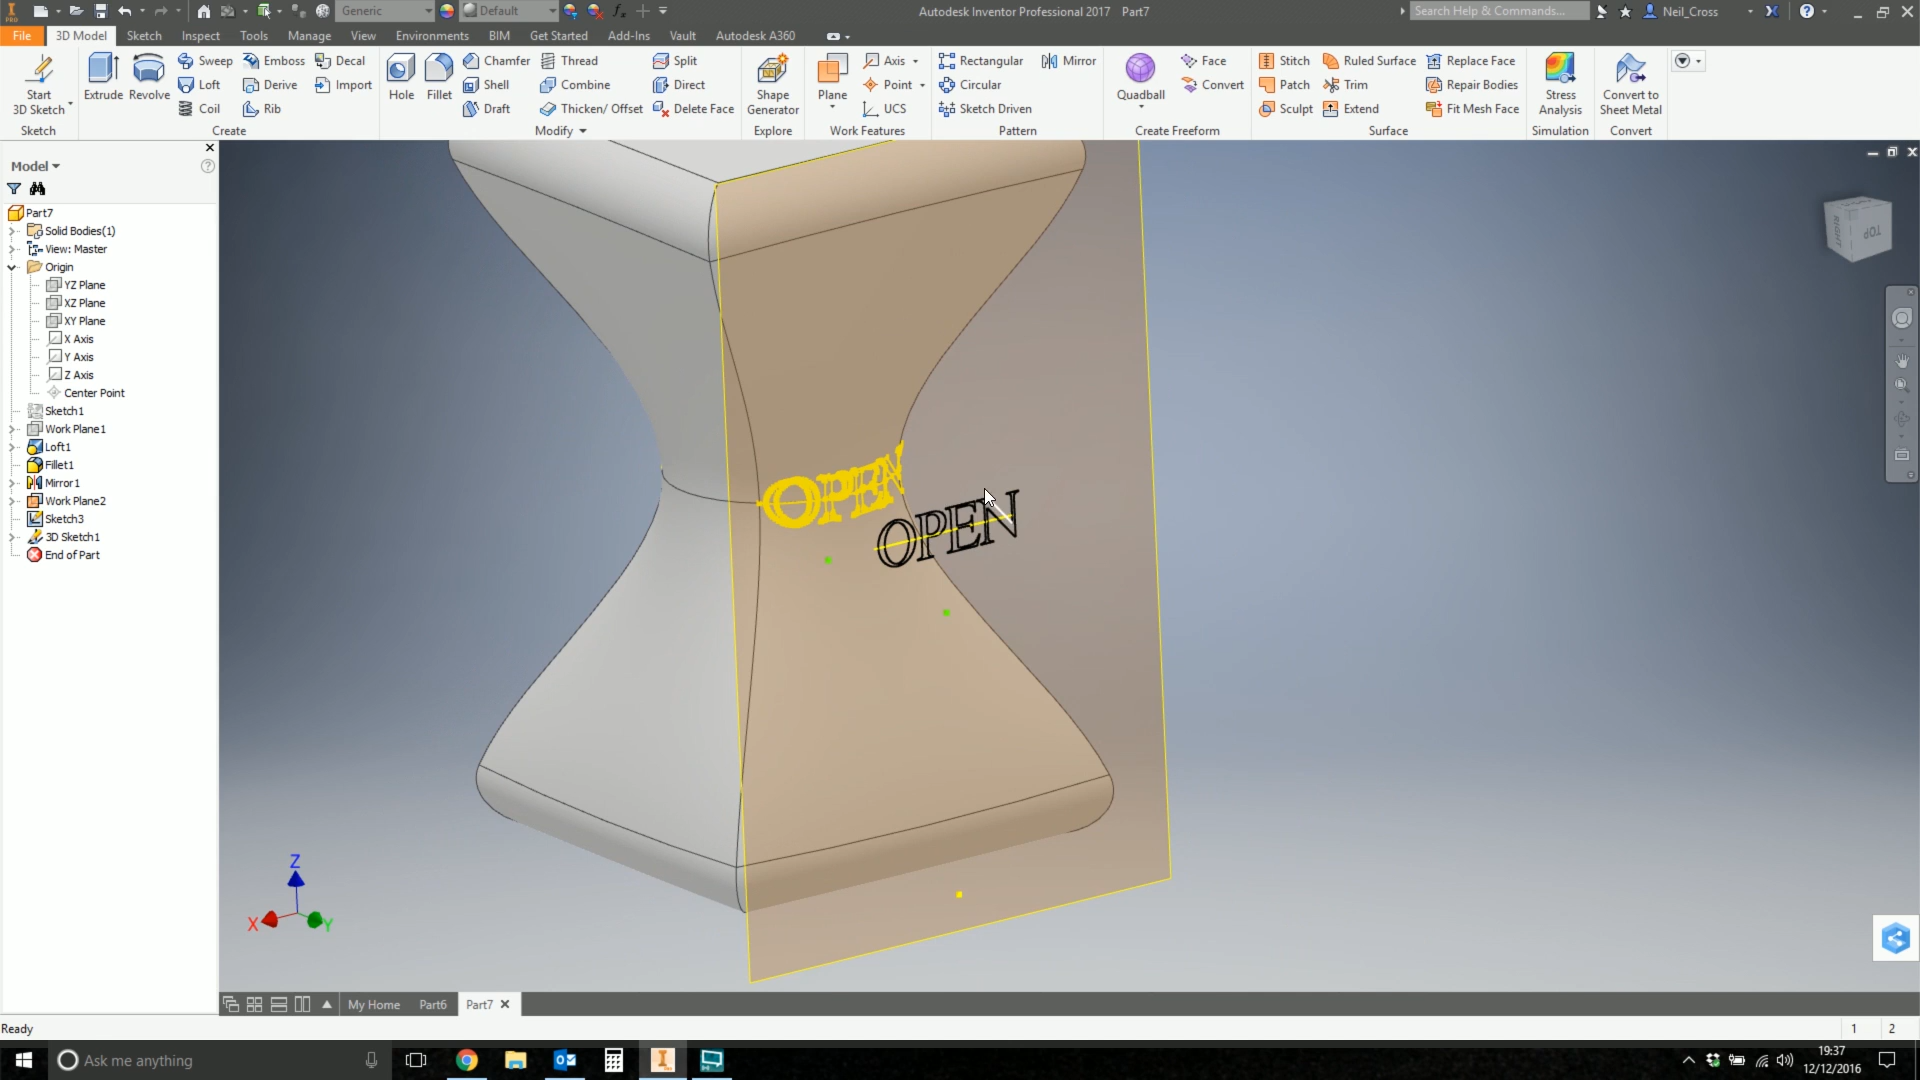 PRO
Generic
Default
Autodesk Inventor Professional 2017 Part7
Search Help & Commands...
Neil_Cross
File 3D Model Sketch Inspect Tools Manage View Environments BIM Get Started Add-Ins Vault Autodesk A360
Start
3D Sketch
Extrude
Revolve
Sweep
Loft
Coil
Emboss
Derive
Rib
Decal
Import
Hole
Fillet
Chamfer
Shell
Draft
Thread
Combine
Thicken/ Offset
Split
Direct
Delete Face
Shape
Generator
Plane
Axis
Point
UCS
Rectangular
Circular
Sketch Driven
Mirror
Quadball
Face
Convert
Stitch
Patch
Sculpt
Ruled Surface
Trim
Extend
Replace Face
Repair Bodies
Fit Mesh Face
Stress
Analysis
Convert to
Sheet Metal
Sketch Create Modify Explore Work Features Pattern Create Freeform Surface Simulation Convert
Model
Part7
Solid Bodies(1)
View: Master
Origin
YZ Plane
XZ Plane
XY Plane
X Axis
Y Axis
Z Axis
Center Point
Sketch1
Work Plane1
Loft1
Fillet1
Mirror1
Work Plane2
Sketch3
3D Sketch1
End of Part
RIGHT
TOP
OPEN
OPEN
Z
X
Y
My Home Part6 Part7
Ready
1 2
Ask me anything
19:37
12/12/2016